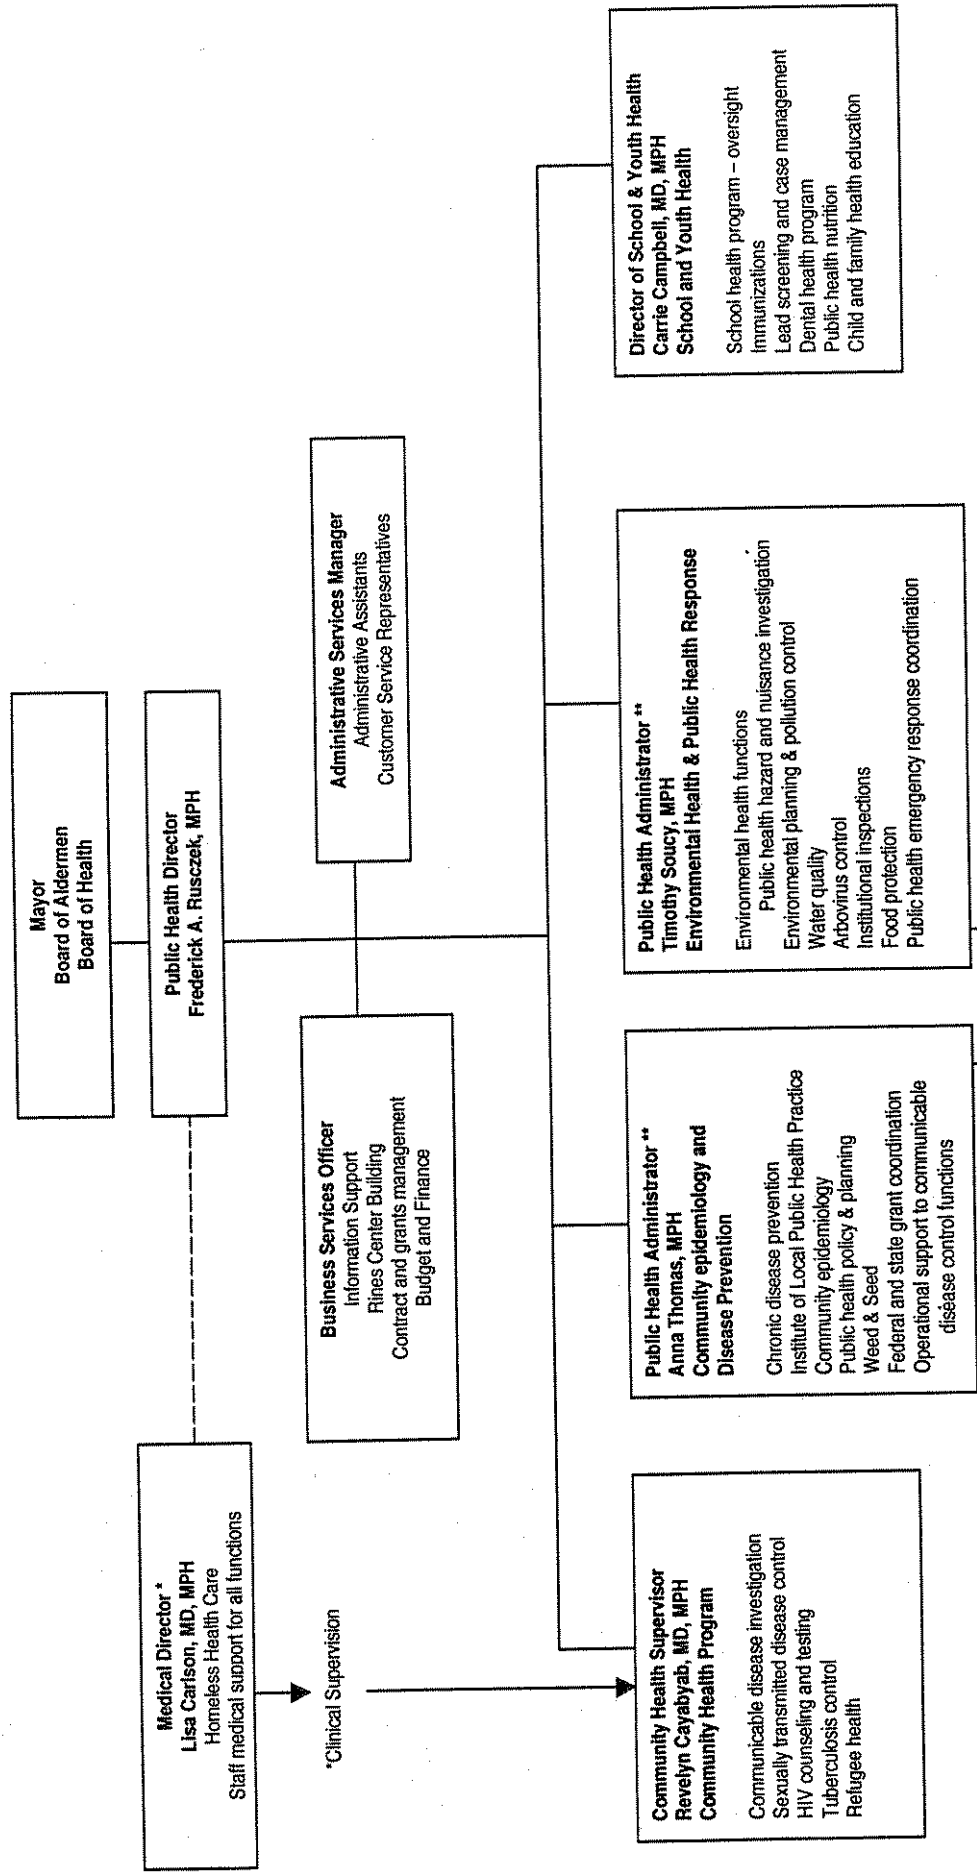 Mayor
Board of Aldermen
Board of Health
Public Health Director
Frederick A. Rusczek, MPH
Medical Director *
Lisa Carlson, MD, MPH
Homeless Health Care
Staff medical support for all functions
*Clinical Supervision
Business Services Officer
Information Support
Rines Center Building
Contract and grants management
Budget and Finance
Administrative Services Manager
Administrative Assistants
Customer Service Representatives
Community Health Supervisor
Revelyn Cayabyab, MD, MPH
Community Health Program
Communicable disease investigation
Sexually transmitted disease control
HIV counseling and testing
Tuberculosis control
Refugee health
Public Health Administrator **
Anna Thomas, MPH
Community epidemiology and
Disease Prevention
Chronic disease prevention
Institute of Local Public Health Practice
Community epidemiology
Public health policy & planning
Weed & Seed
Federal and state grant coordination
Operational support to communicable
disease control functions
Public Health Administrator **
Timothy Soucy, MPH
Environmental Health & Public Health Response
Environmental health functions
Public health hazard and nuisance investigation
Environmental planning & pollution control
Water quality
Arbovirus control
Institutional inspections
Food protection
Public health emergency response coordination
Director of School & Youth Health
Carrie Campbell, MD, MPH
School and Youth Health
School health program – oversight
Immunizations
Lead screening and case management
Dental health program
Public health nutrition
Child and family health education